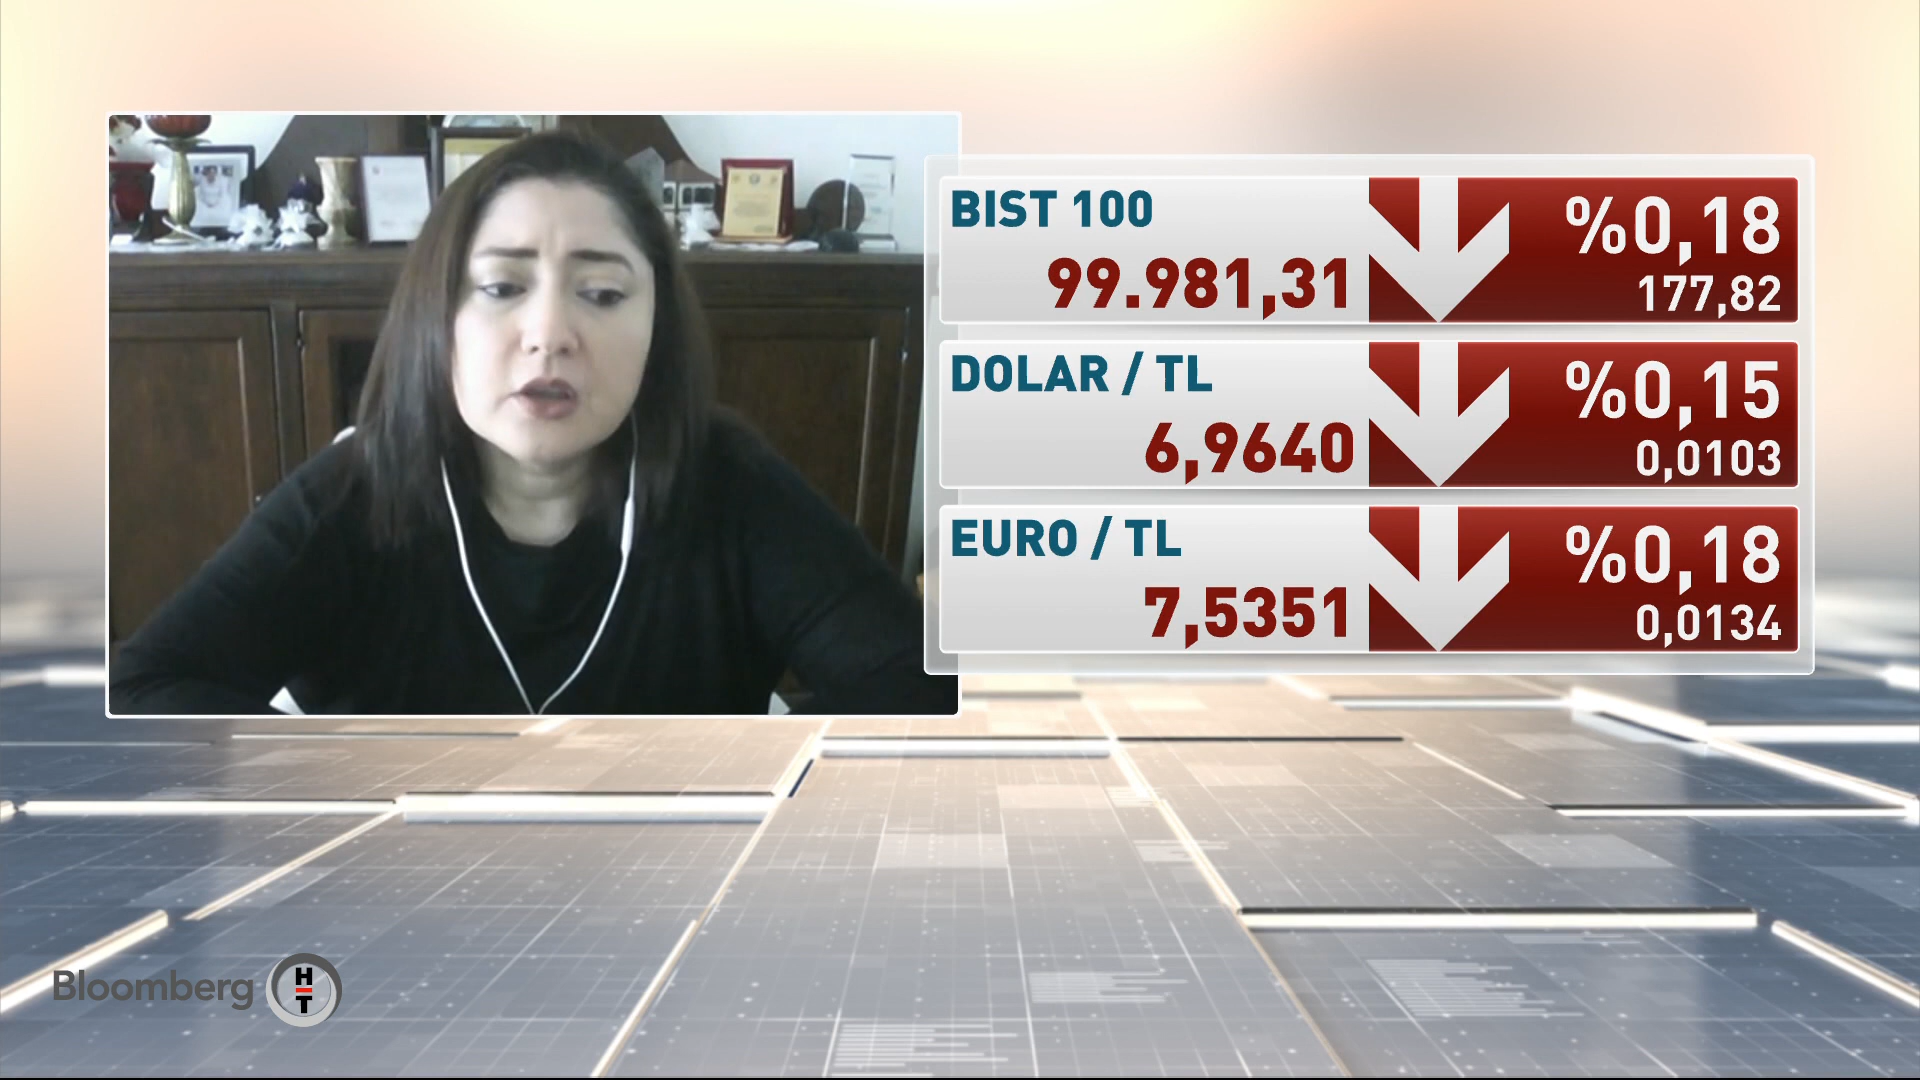 BIST 100
99.981,31
%0,18
177,82
DOLAR / TL
6,9640
%0,15
0,0103
EURO / TL
7,5351
%0,18
0,0134
Bloomberg HT